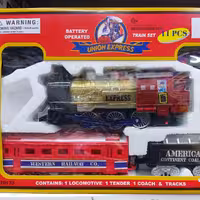 WARNING:
BATTERY
OPERATED
TRAIN SET
11 PCS
UNION EXPRESS
EXPRESS
WESTERN RAILWAY CO.
AMERICA
CONTINENT COAL
CONTAINS: 1 LOCOMOTIVE 1 TENDER 1 COACH & TRACKS